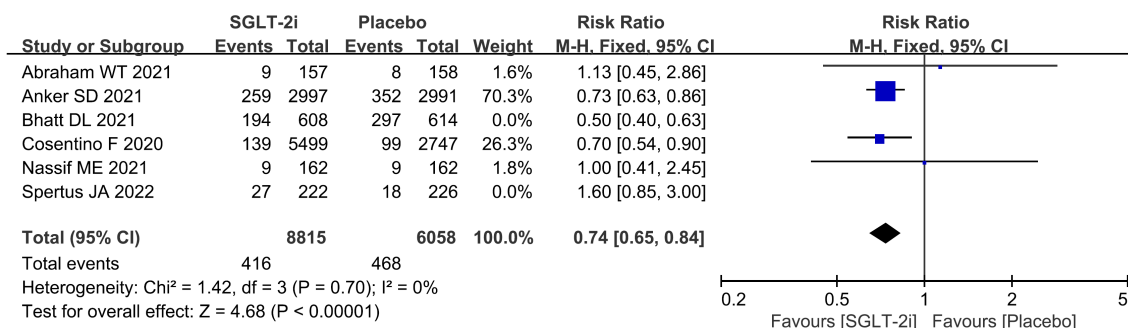 SGLT-2i Placebo Risk Ratio Risk Ratio
Study or Subgroup Events Total Events Total Weight M-H, Fixed, 95% CI M-H, Fixed, 95% CI
Abraham WT 2021 9 157 8 158 1.6% 1.13 [0.45, 2.86]
Anker SD 2021 259 2997 352 2991 70.3% 0.73 [0.63, 0.86]
Bhatt DL 2021 194 608 297 614 0.0% 0.50 [0.40, 0.63]
Cosentino F 2020 139 5499 99 2747 26.3% 0.70 [0.54, 0.90]
Nassif ME 2021 9 162 9 162 1.8% 1.00 [0.41, 2.45]
Spertus JA 2022 27 222 18 226 0.0% 1.60 [0.85, 3.00]
Total (95% CI) 8815 6058 100.0% 0.74 [0.65, 0.84]
Total events 416 468
Heterogeneity: Chi² = 1.42, df = 3 (P = 0.70); I² = 0%
Test for overall effect: Z = 4.68 (P < 0.00001)
0.2 0.5 1 2 5
Favours [SGLT-2i] Favours [Placebo]